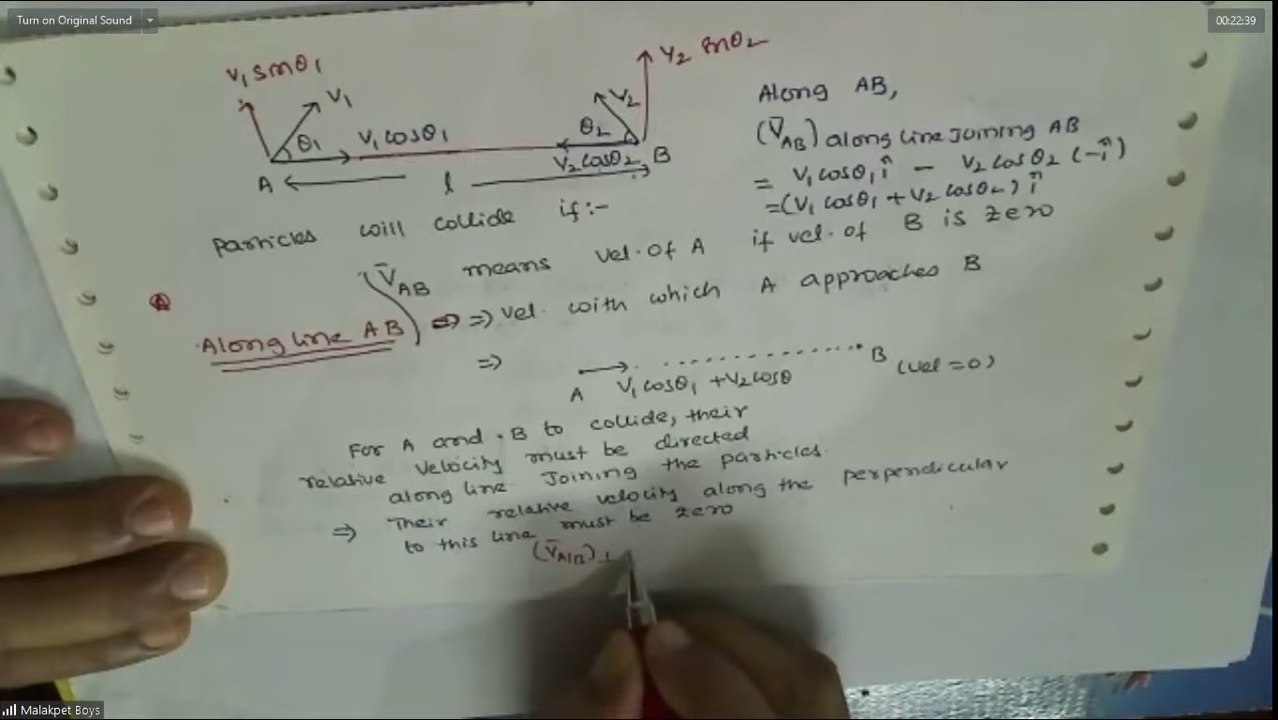 Turn on Original Sound
00:22:39
V₁ sinθ₁
V₂ sinθ₂
V₁
V₂
Along AB,
θ₁
V₁cosθ₁
θ₂
V₂cosθ₂
A
l
B
(V̄AB) along line Joining AB
= V₁ cosθ₁ î - V₂ cosθ₂ (-î)
=(V₁ cosθ₁ + V₂ cosθ₂) î
Particles will collide if:-
V̄AB means vel. of A if vel. of B is zero
Along line AB) ⇒ ⇒ vel. with which A approaches B
⇒ A B (vel=0)
V₁ cosθ₁ + V₂ cosθ
For A and B to collide, their
relative velocity must be directed
along line Joining the particles.
⇒ Their relative velocity along the perpendicular
to this line must be zero
(V̄A/B)⊥
Malakpet Boys